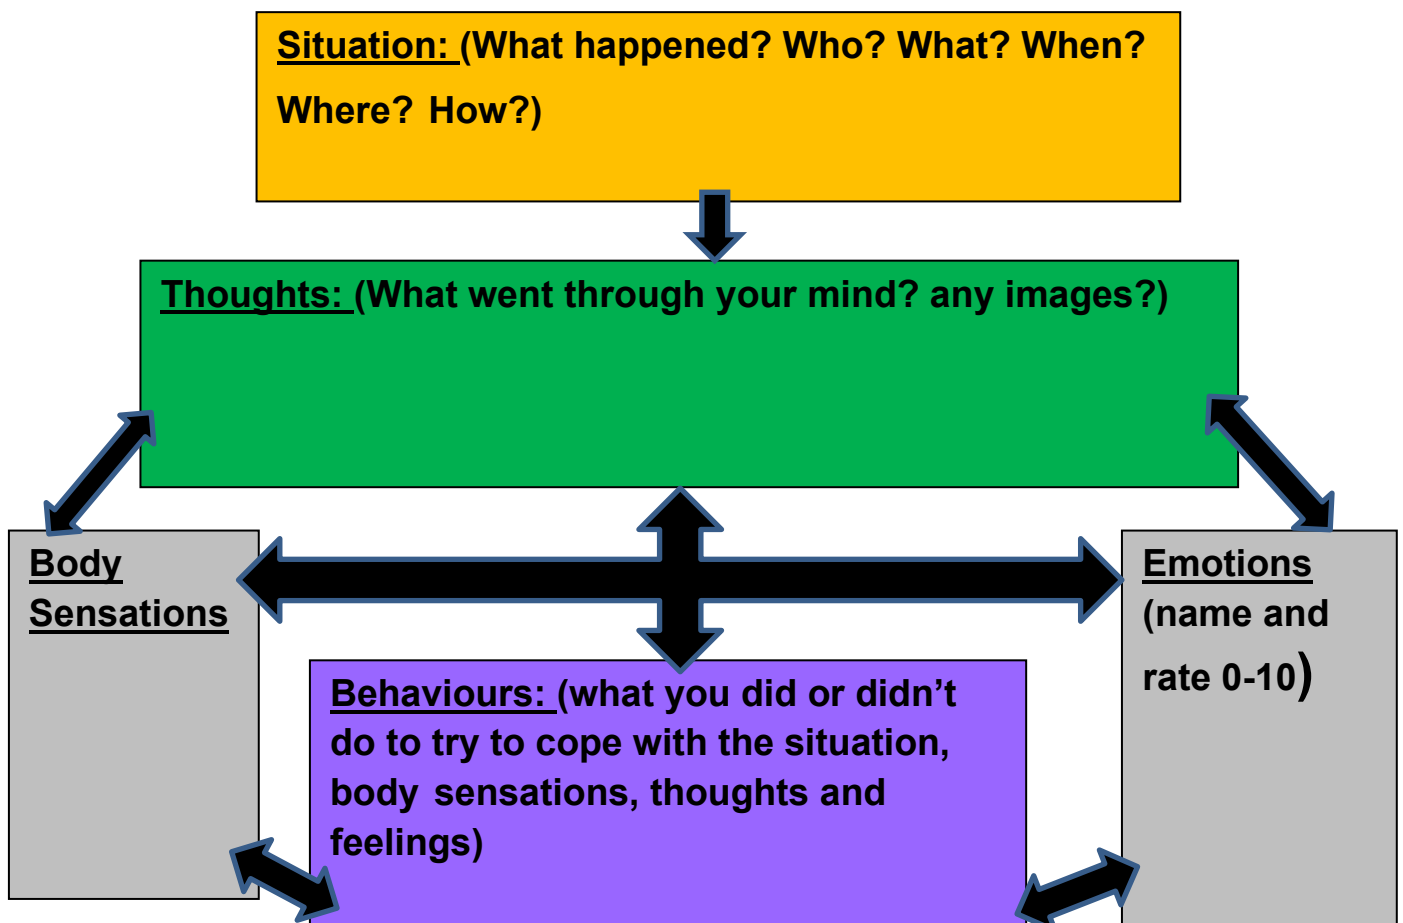 Situation: (What happened? Who? What? When?
Where? How?)
Thoughts: (What went through your mind? any images?)
Body
Sensations
Emotions
(name and
rate 0-10)
Behaviours: (what you did or didn’t
do to try to cope with the situation,
body sensations, thoughts and
feelings)